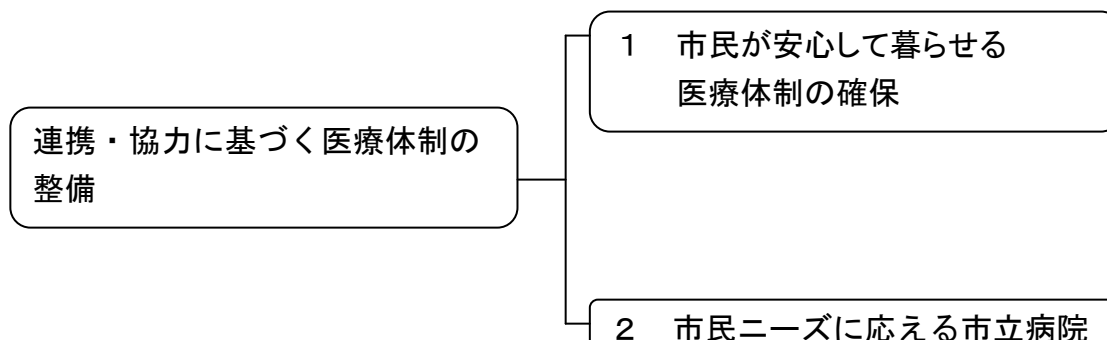 連携・協力に基づく医療体制の
整備
1　市民が安心して暮らせる
医療体制の確保
2　市民ニーズに応える市立病院